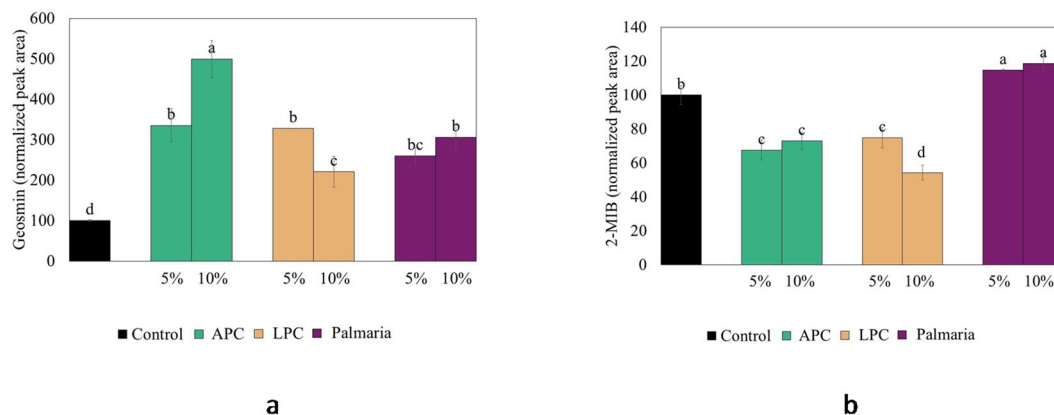 600
500
400
300
200
100
0
Geosmin (normalized peak area)
d
b
a
b
c
bc
b
5% 10%
5% 10%
5% 10%
Control APC LPC Palmaria
a
140
120
100
80
60
40
20
0
2-MIB (normalized peak area)
b
c
c
c
d
a
a
5% 10%
5% 10%
5% 10%
Control APC LPC Palmaria
b